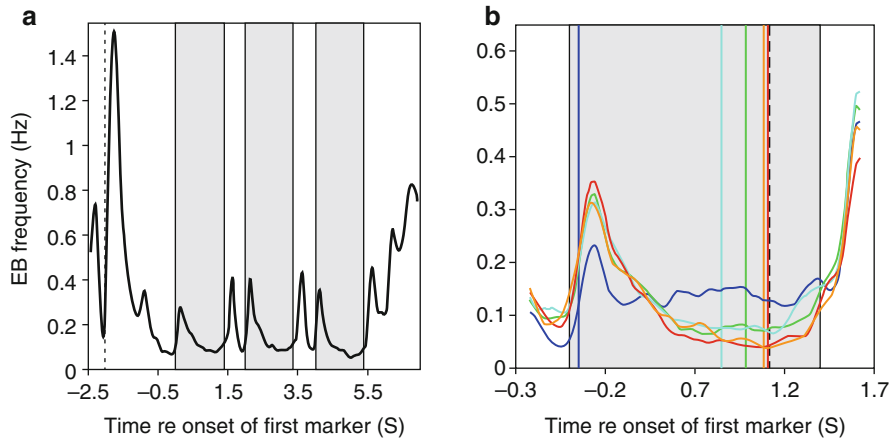 a
EB frequency (Hz)
1.4
1.2
1
0.8
0.6
0.4
0.2
0
−2.5 −0.5 1.5 3.5 5.5
Time re onset of first marker (S)
b
0.6
0.5
0.4
0.3
0.2
0.1
0
−0.3 −0.2 0.7 1.2 1.7
Time re onset of first marker (S)